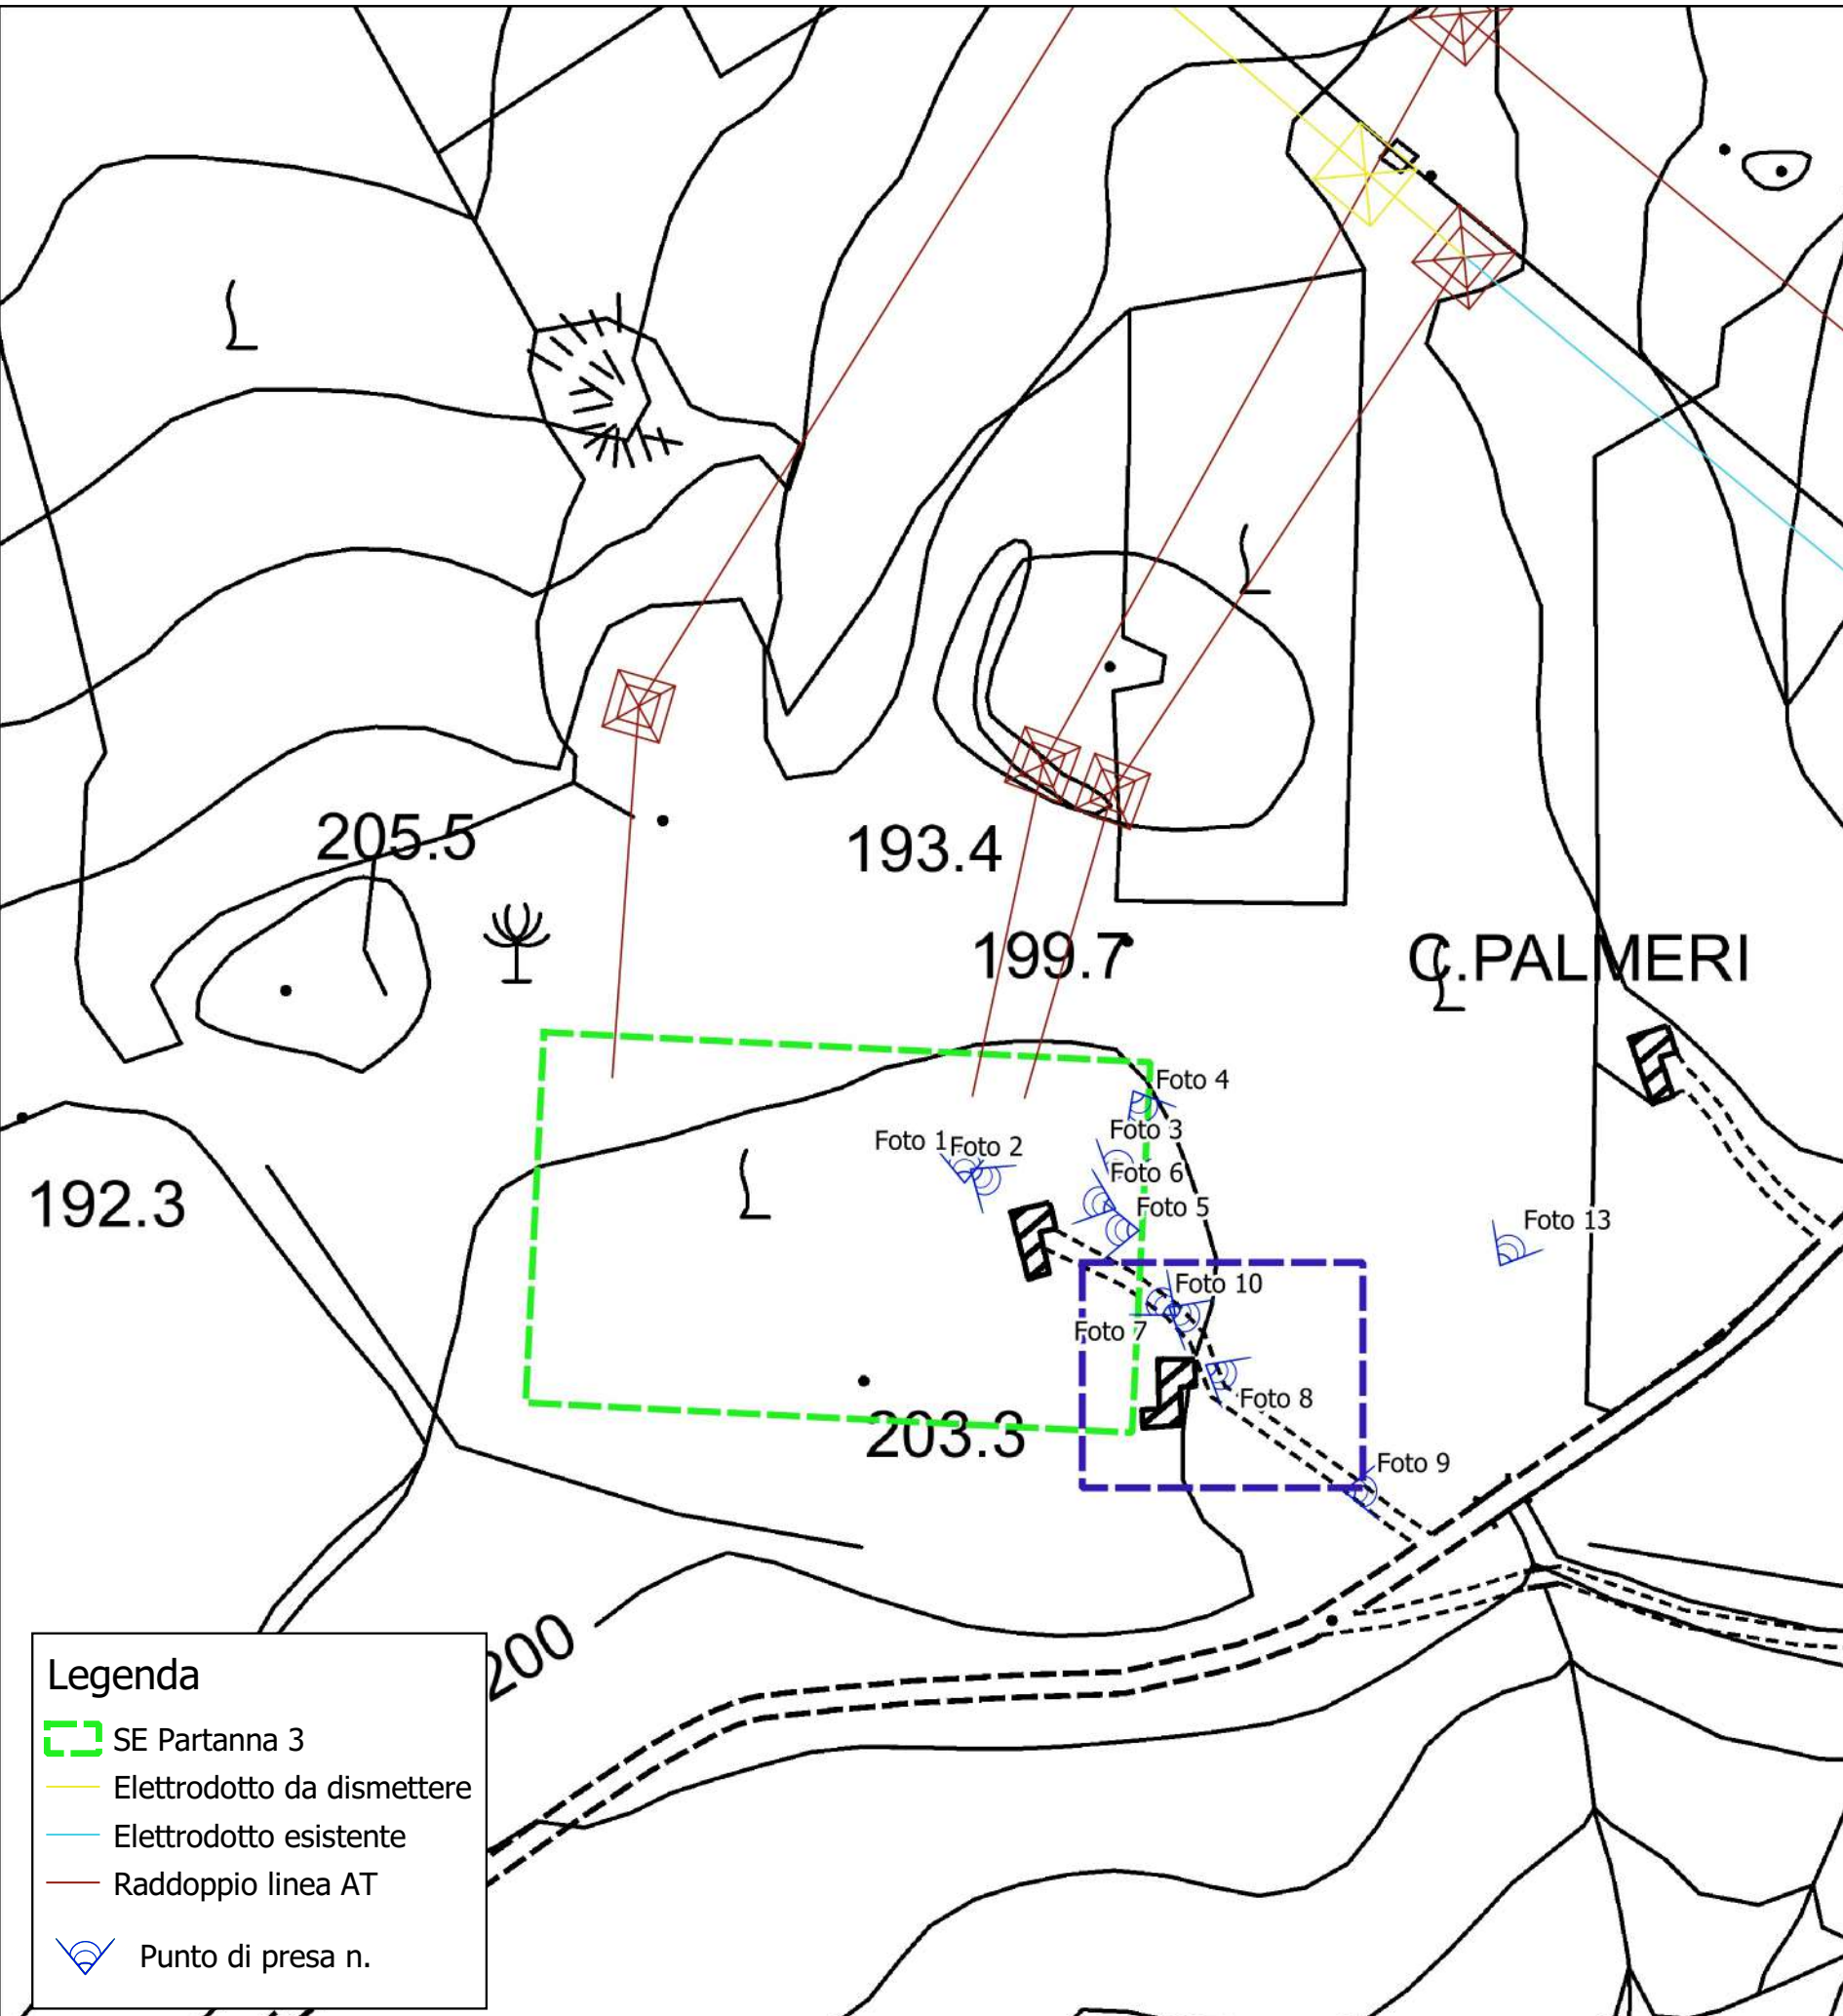 205.5
193.4
199.7
C.PALMERI
Foto 4
Foto 3
Foto 1
Foto 2
Foto 6
192.3
Foto 5
Foto 13
Foto 10
Foto 7
Foto 8
203.3
Foto 9
200
Legenda
SE Partanna 3
Elettrodotto da dismettere
Elettrodotto esistente
Raddoppio linea AT
Punto di presa n.